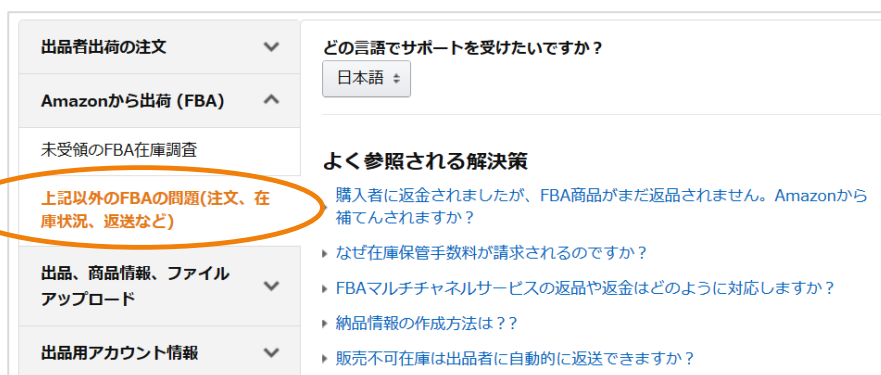 出品者出荷の注文
Amazonから出荷 (FBA)
未受領のFBA在庫調査
上記以外のFBAの問題(注文、在
庫状況、返送など)
出品、商品情報、ファイル
アップロード
出品用アカウント情報
どの言語でサポートを受けたいですか？
日本語
よく参照される解決策
購入者に返金されましたが、FBA商品がまだ返品されません。Amazonから
補てんされますか？
なぜ在庫保管手数料が請求されるのですか？
FBAマルチチャネルサービスの返品や返金はどのように対応しますか？
納品情報の作成方法は？?
販売不可在庫は出品者に自動的に返送できますか？